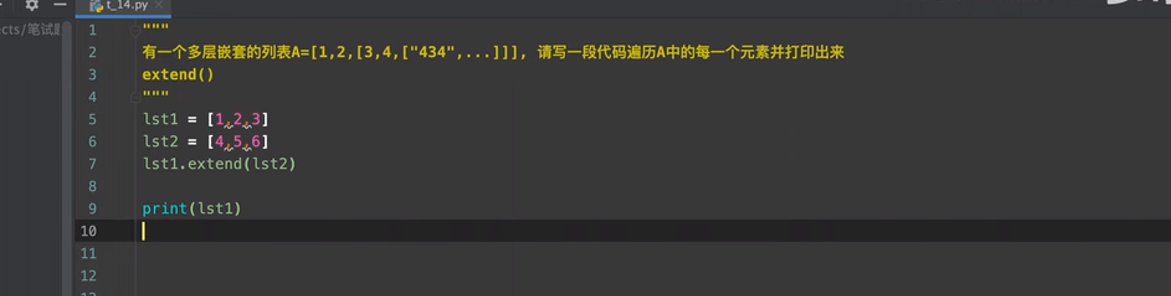 t_14.py
cts/笔试题
1 """
2 有一个多层嵌套的列表A=[1,2,[3,4,["434",...]]], 请写一段代码遍历A中的每一个元素并打印出来
3 extend()
4 """
5 lst1 = [1,2,3]
6 lst2 = [4,5,6]
7 lst1.extend(lst2)
8
9 print(lst1)
10
11
12